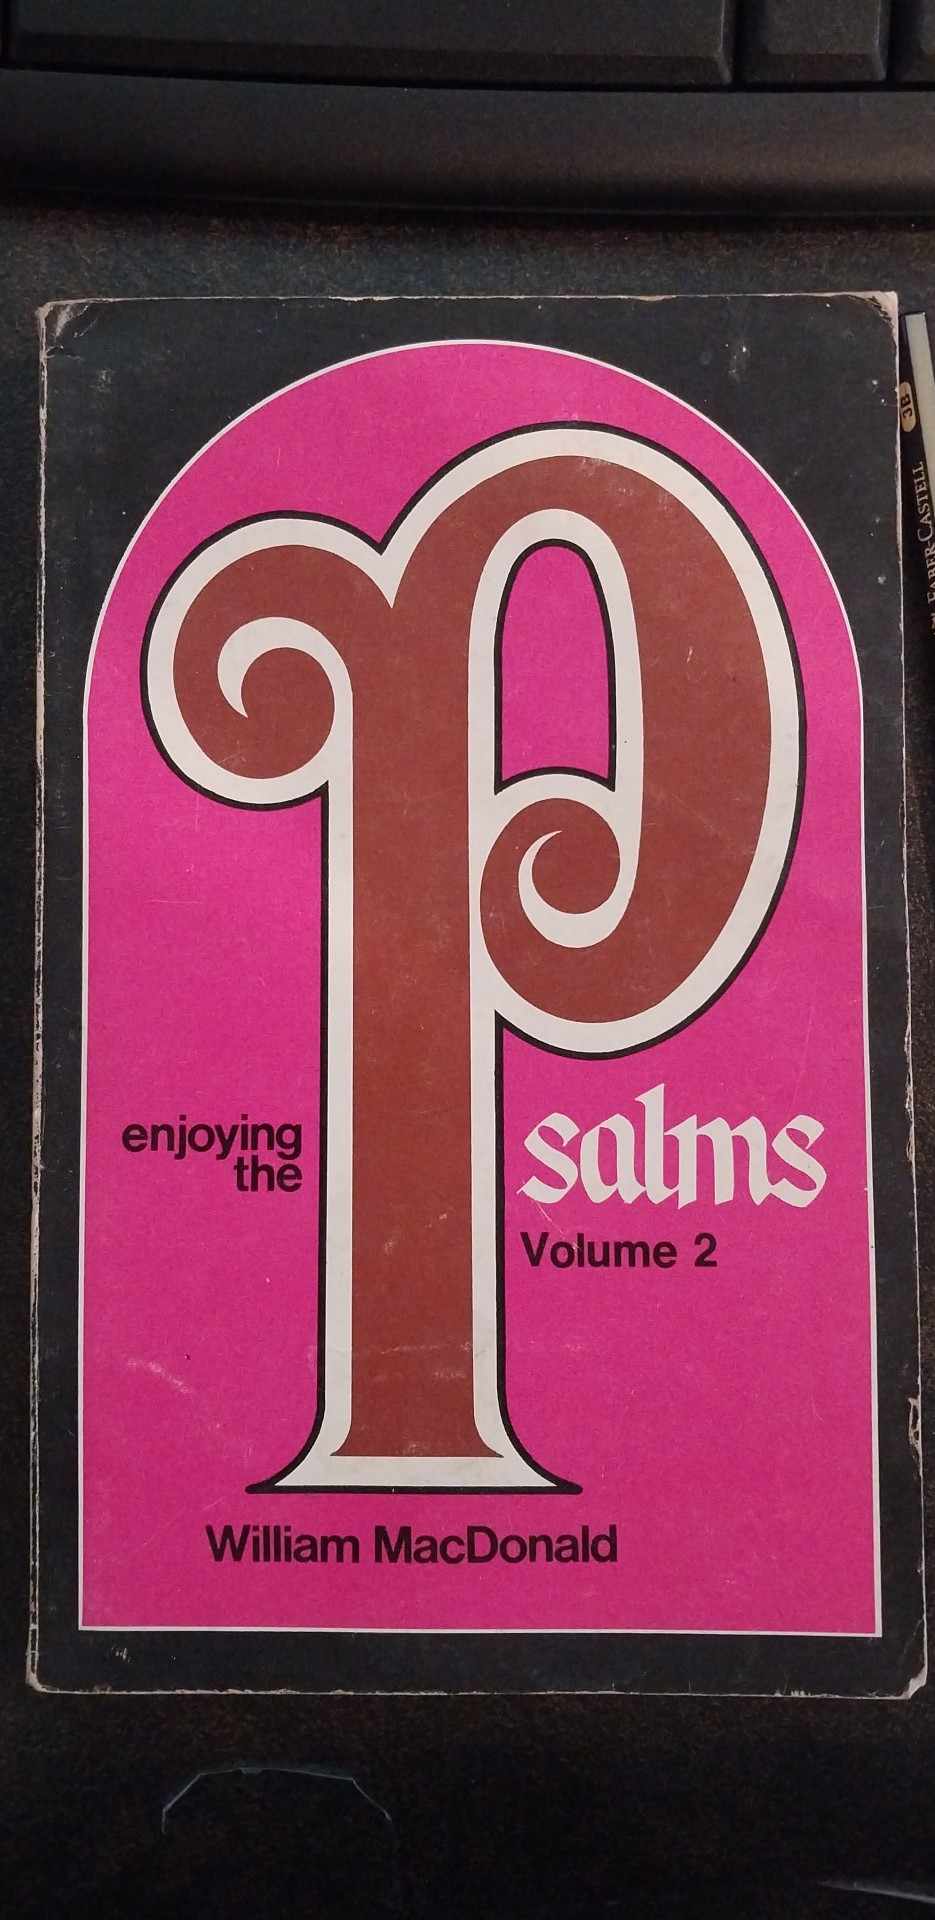 3B
FABER-CASTELL
enjoying
the
Psalms
Volume 2
William MacDonald